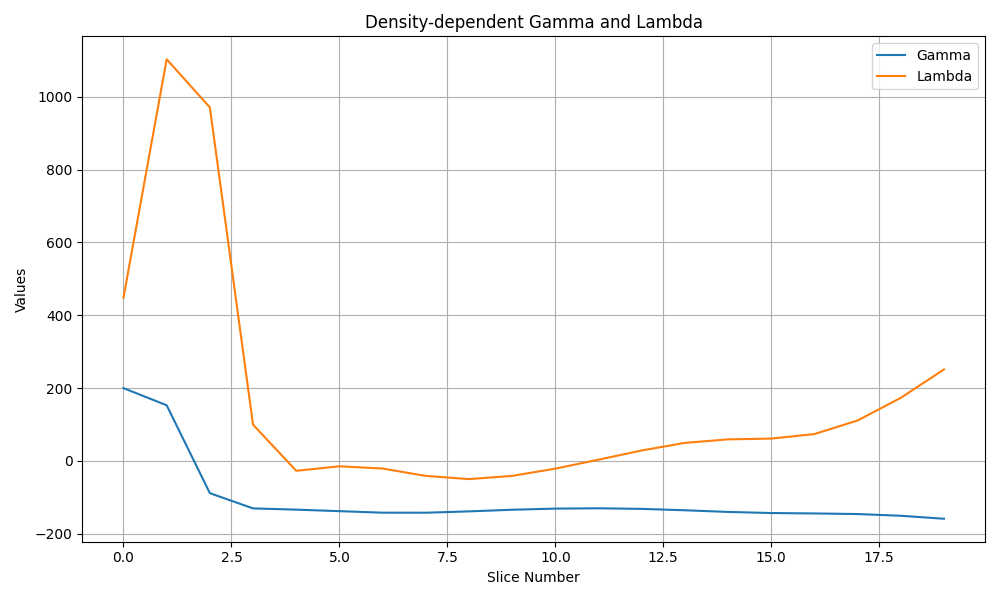 Density-dependent Gamma and Lambda
Gamma
Lambda
1000
800
600
400
200
0
−200
Values
0.0 2.5 5.0 7.5 10.0 12.5 15.0 17.5
Slice Number